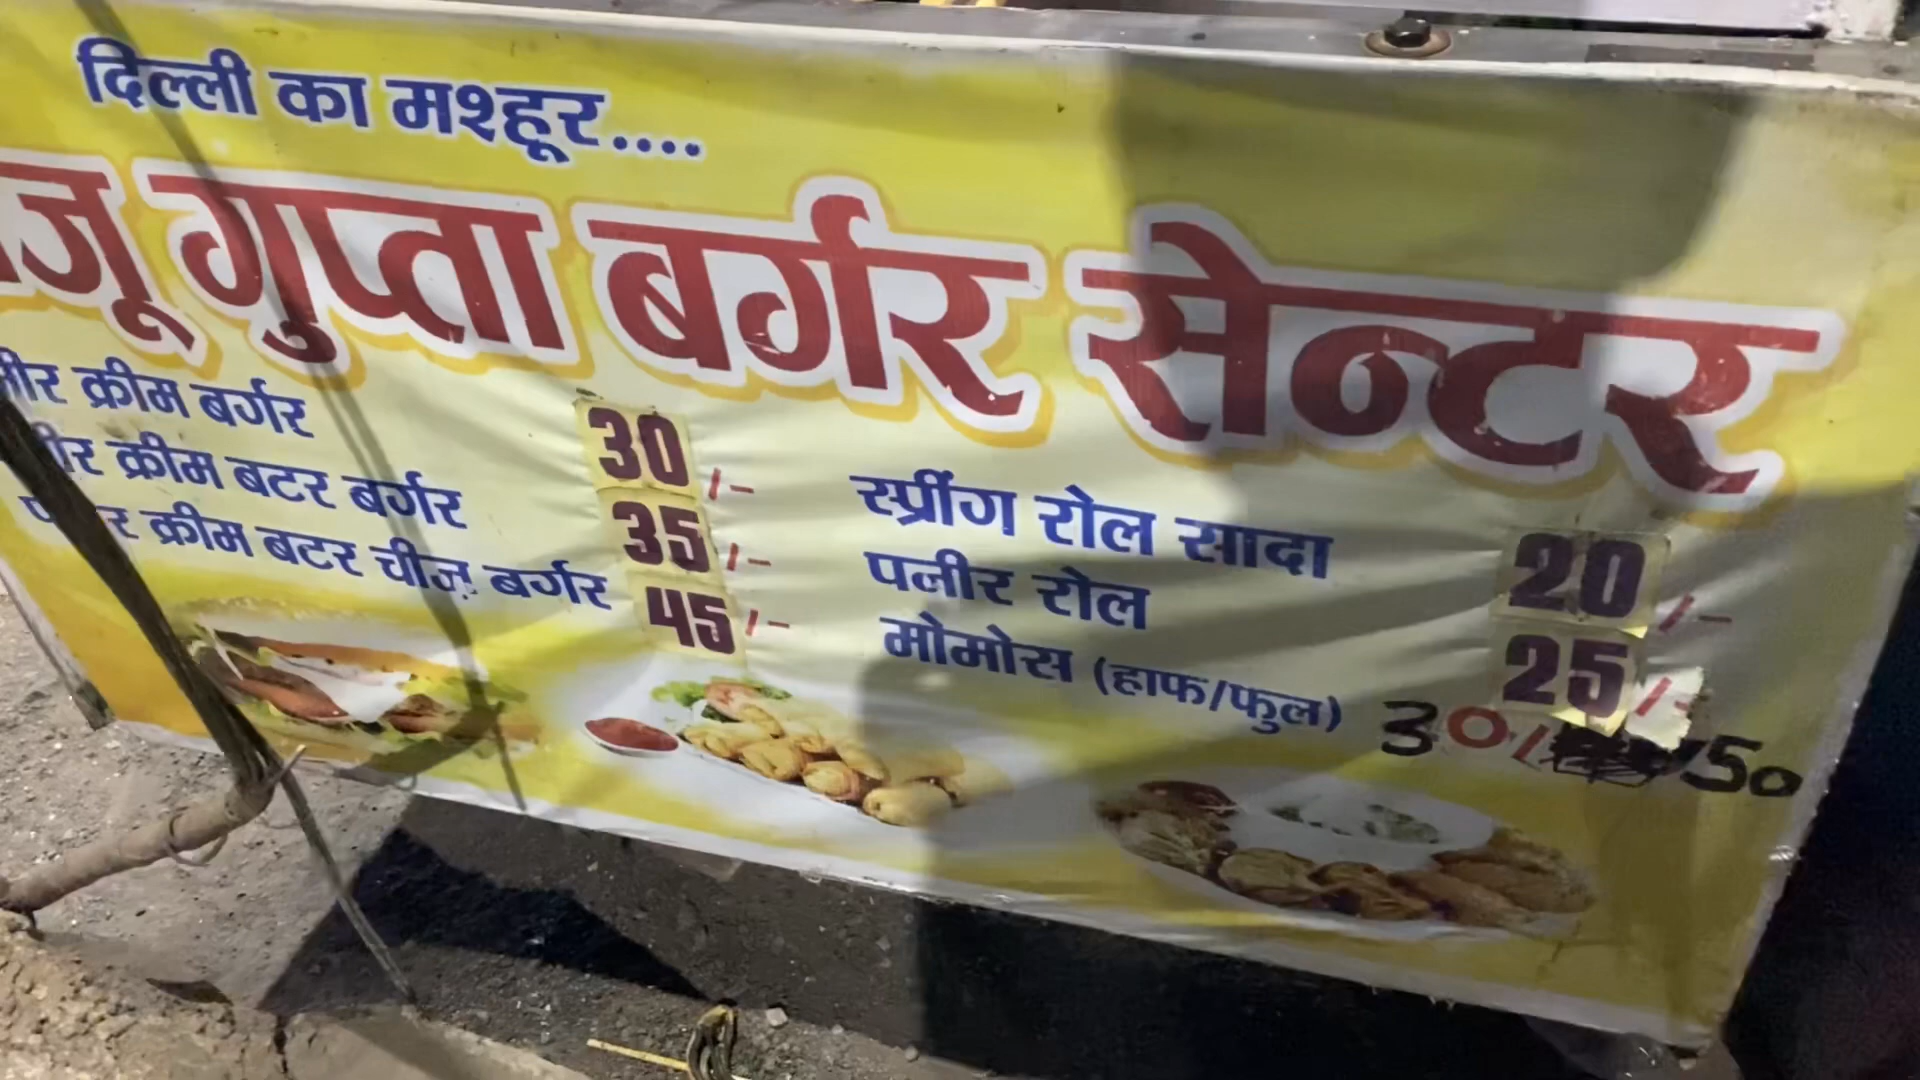 दिल्ली का मश्हूर....
जू गुप्ता बर्गर सेन्टर
क्रीम बर्गर 30/-
क्रीम बटर बर्गर 35/-
क्रीम बटर चीज़ बर्गर 45/-
स्प्रींग रोल सादा 20/-
पनीर रोल 25/-
मोमोस (हाफ/फुल) 30/ 50